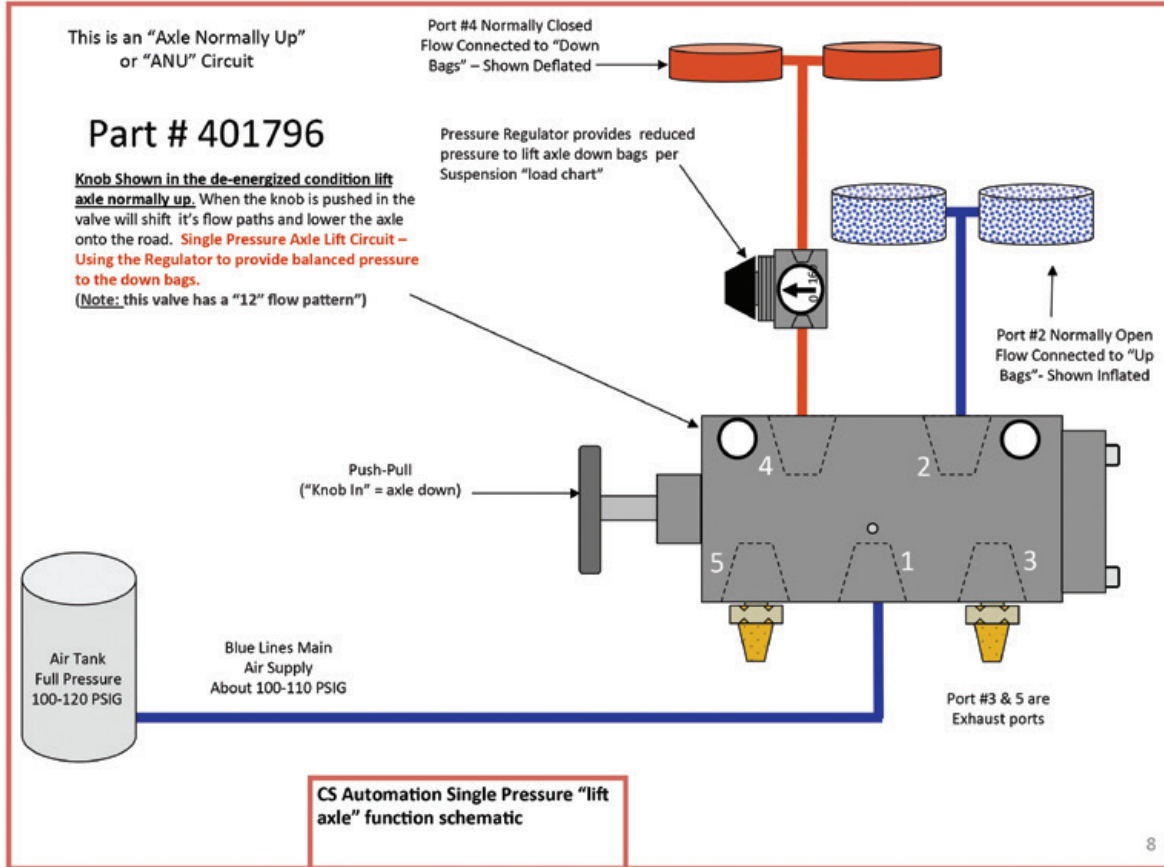 This is an “Axle Normally Up”
or “ANU” Circuit
Part # 401796
Knob Shown in the de-energized condition lift
axle normally up. When the knob is pushed in the
valve will shift it’s flow paths and lower the axle
onto the road. Single Pressure Axle Lift Circuit –
Using the Regulator to provide balanced pressure
to the down bags.
(Note: this valve has a “12” flow pattern”)
Port #4 Normally Closed
Flow Connected to “Down
Bags” – Shown Deflated
Pressure Regulator provides reduced
pressure to lift axle down bags per
Suspension “load chart”
0 160
Port #2 Normally Open
Flow Connected to “Up
Bags”- Shown Inflated
Push-Pull
(“Knob In” = axle down)
4
2
5
1
3
Air Tank
Full Pressure
100-120 PSIG
Blue Lines Main
Air Supply
About 100-110 PSIG
Port #3 & 5 are
Exhaust ports
CS Automation Single Pressure “lift
axle” function schematic
8